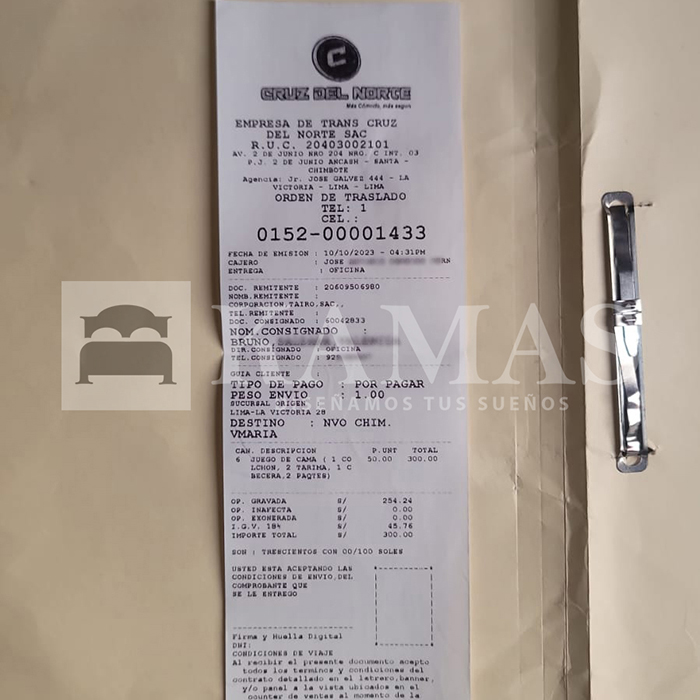 C
CRUZ DEL NORTE
Más Cómodo, más seguro
EMPRESA DE TRANS CRUZ
DEL NORTE SAC
R.U.C. 20403002101
AV. 2 DE JUNIO NRO 204 NRO. C INT. 03
P.J. 2 DE JUNIO ANCASH - SANTA -
CHIMBOTE
Agencia: Jr. JOSE GALVEZ 444 - LA
VICTORIA - LIMA - LIMA
ORDEN DE TRASLADO
TEL: 1
CEL.:
0152-00001433
FECHA DE EMISION : 10/10/2023 - 04:31PM
CAJERO : JOSE
ENTREGA : OFICINA
DOC. REMITENTE : 20609506980
NOMB.REMITENTE :
CORPORACION,TAIRO,SAC,,
TEL.REMITENTE :
DOC. CONSIGNADO : 60042833
NOM.CONSIGNADO :
BRUNO,
DIR.CONSIGNADO : OFICINA
TEL.CONSIGNADO : 92
GUIA CLIENTE :
TIPO DE PAGO : POR PAGAR
PESO ENVIO : 1.00
SUCURSAL ORIGEN :
LIMA-LA VICTORIA 28
DESTINO : NVO CHIM.
VMARIA
KAMAS
SEÑAMOS TUS SUEÑOS
CAN. DESCRIPCION P.UNT TOTAL
6 JUEGO DE CAMA ( 1 CO 50.00 300.00
LCHON, 2 TARIMA, 1 C
BECERA,2 PAQTES)
OP. GRAVADA S/ 254.24
OP. INAFECTA S/ 0.00
OP. EXONERADA S/ 0.00
I.G.V. 18% S/ 45.76
IMPORTE TOTAL S/ 300.00
SON : TRESCIENTOS CON 00/100 SOLES
USTED ESTA ACEPTANDO LAS
CONDICIONES DE ENVIO,DEL
COMPROBANTE QUE
SE LE ENTREGO
Firma y Huella Digital
DNI:
CONDICIONES DE VIAJE
Al recibir el presente documento acepto
todos los terminos y condiciones del
contrato detallado en el letrero,banner,
y/o panel a la vista ubicados en el
counter de ventas al momento de la